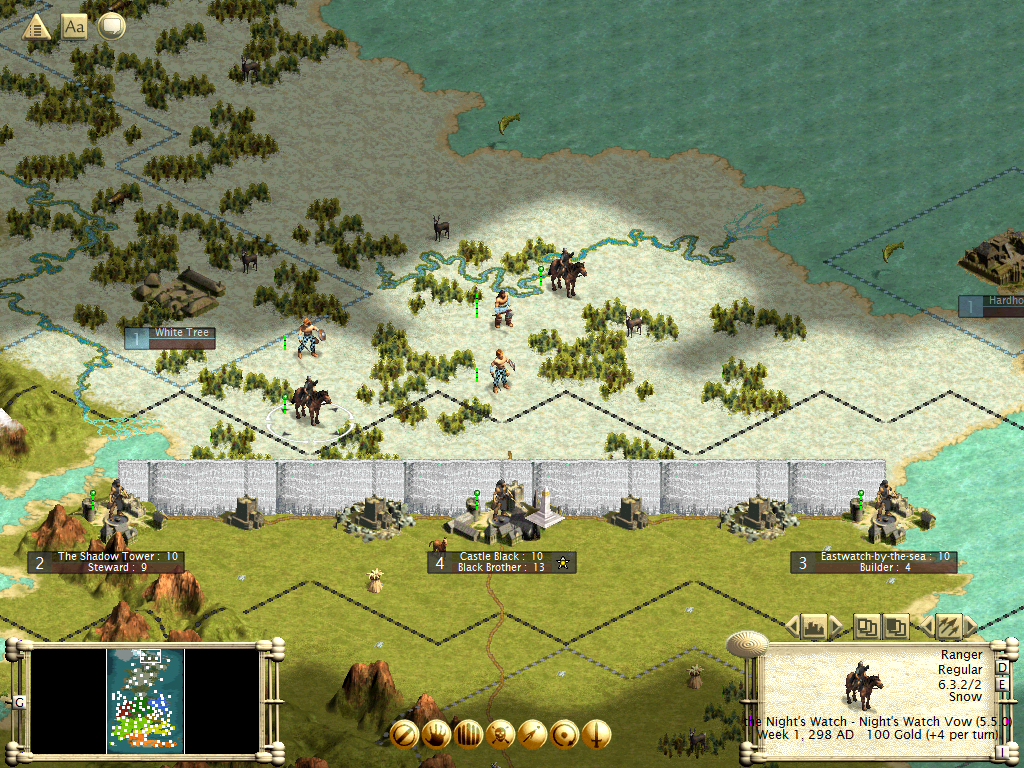 Aa
1 White Tree
1 Hardho
2 The Shadow Tower : 10
Steward : 9
4 Castle Black : 10
Black Brother : 13
3 Eastwatch-by-the-sea : 10
Builder : 4
G
D
E
I
Ranger
Regular
6.3.2/2
Snow
the Night's Watch - Night's Watch Vow (5.5.0)
Week 1, 298 AD 100 Gold (+4 per turn)